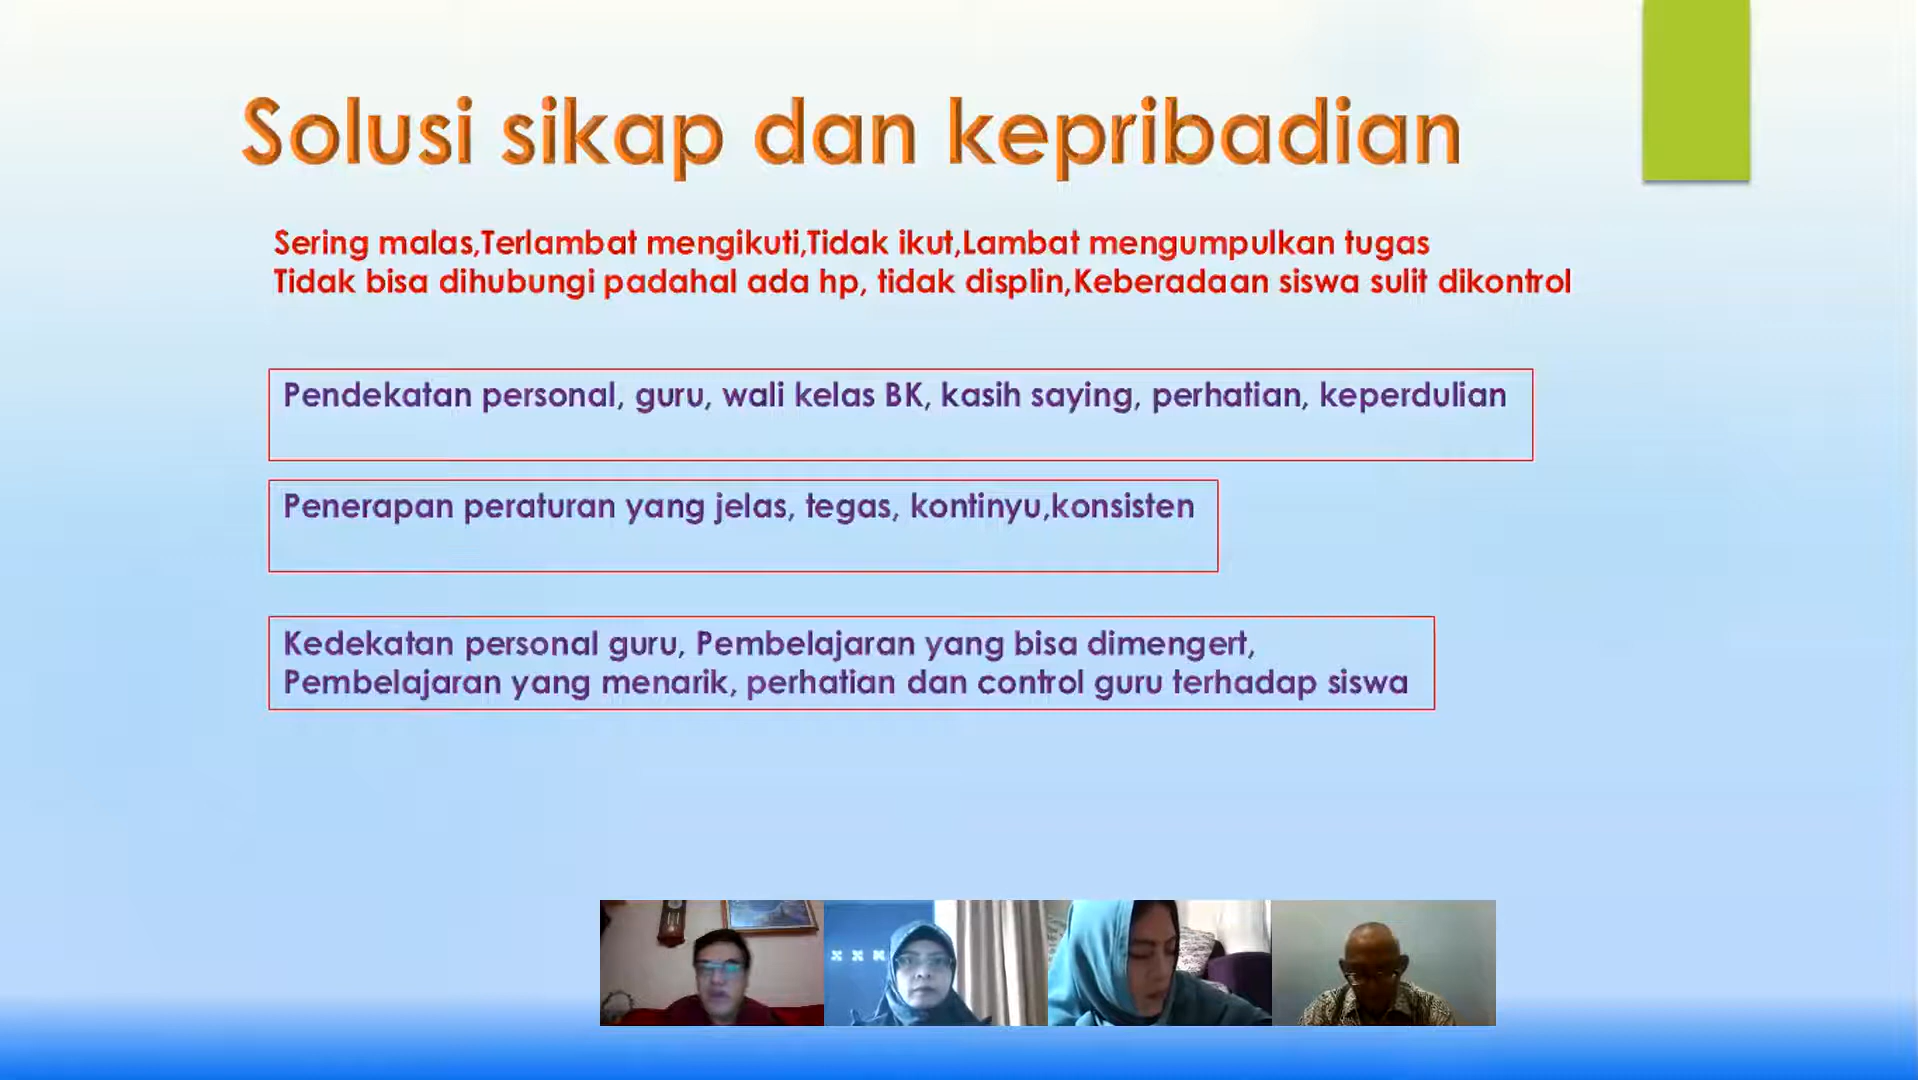 Solusi sikap dan kepribadian
Sering malas,Terlambat mengikuti,Tidak ikut,Lambat mengumpulkan tugas
Tidak bisa dihubungi padahal ada hp, tidak displin,Keberadaan siswa sulit dikontrol
Pendekatan personal, guru, wali kelas BK, kasih saying, perhatian, keperdulian
Penerapan peraturan yang jelas, tegas, kontinyu,konsisten
Kedekatan personal guru, Pembelajaran yang bisa dimengert,
Pembelajaran yang menarik, perhatian dan control guru terhadap siswa